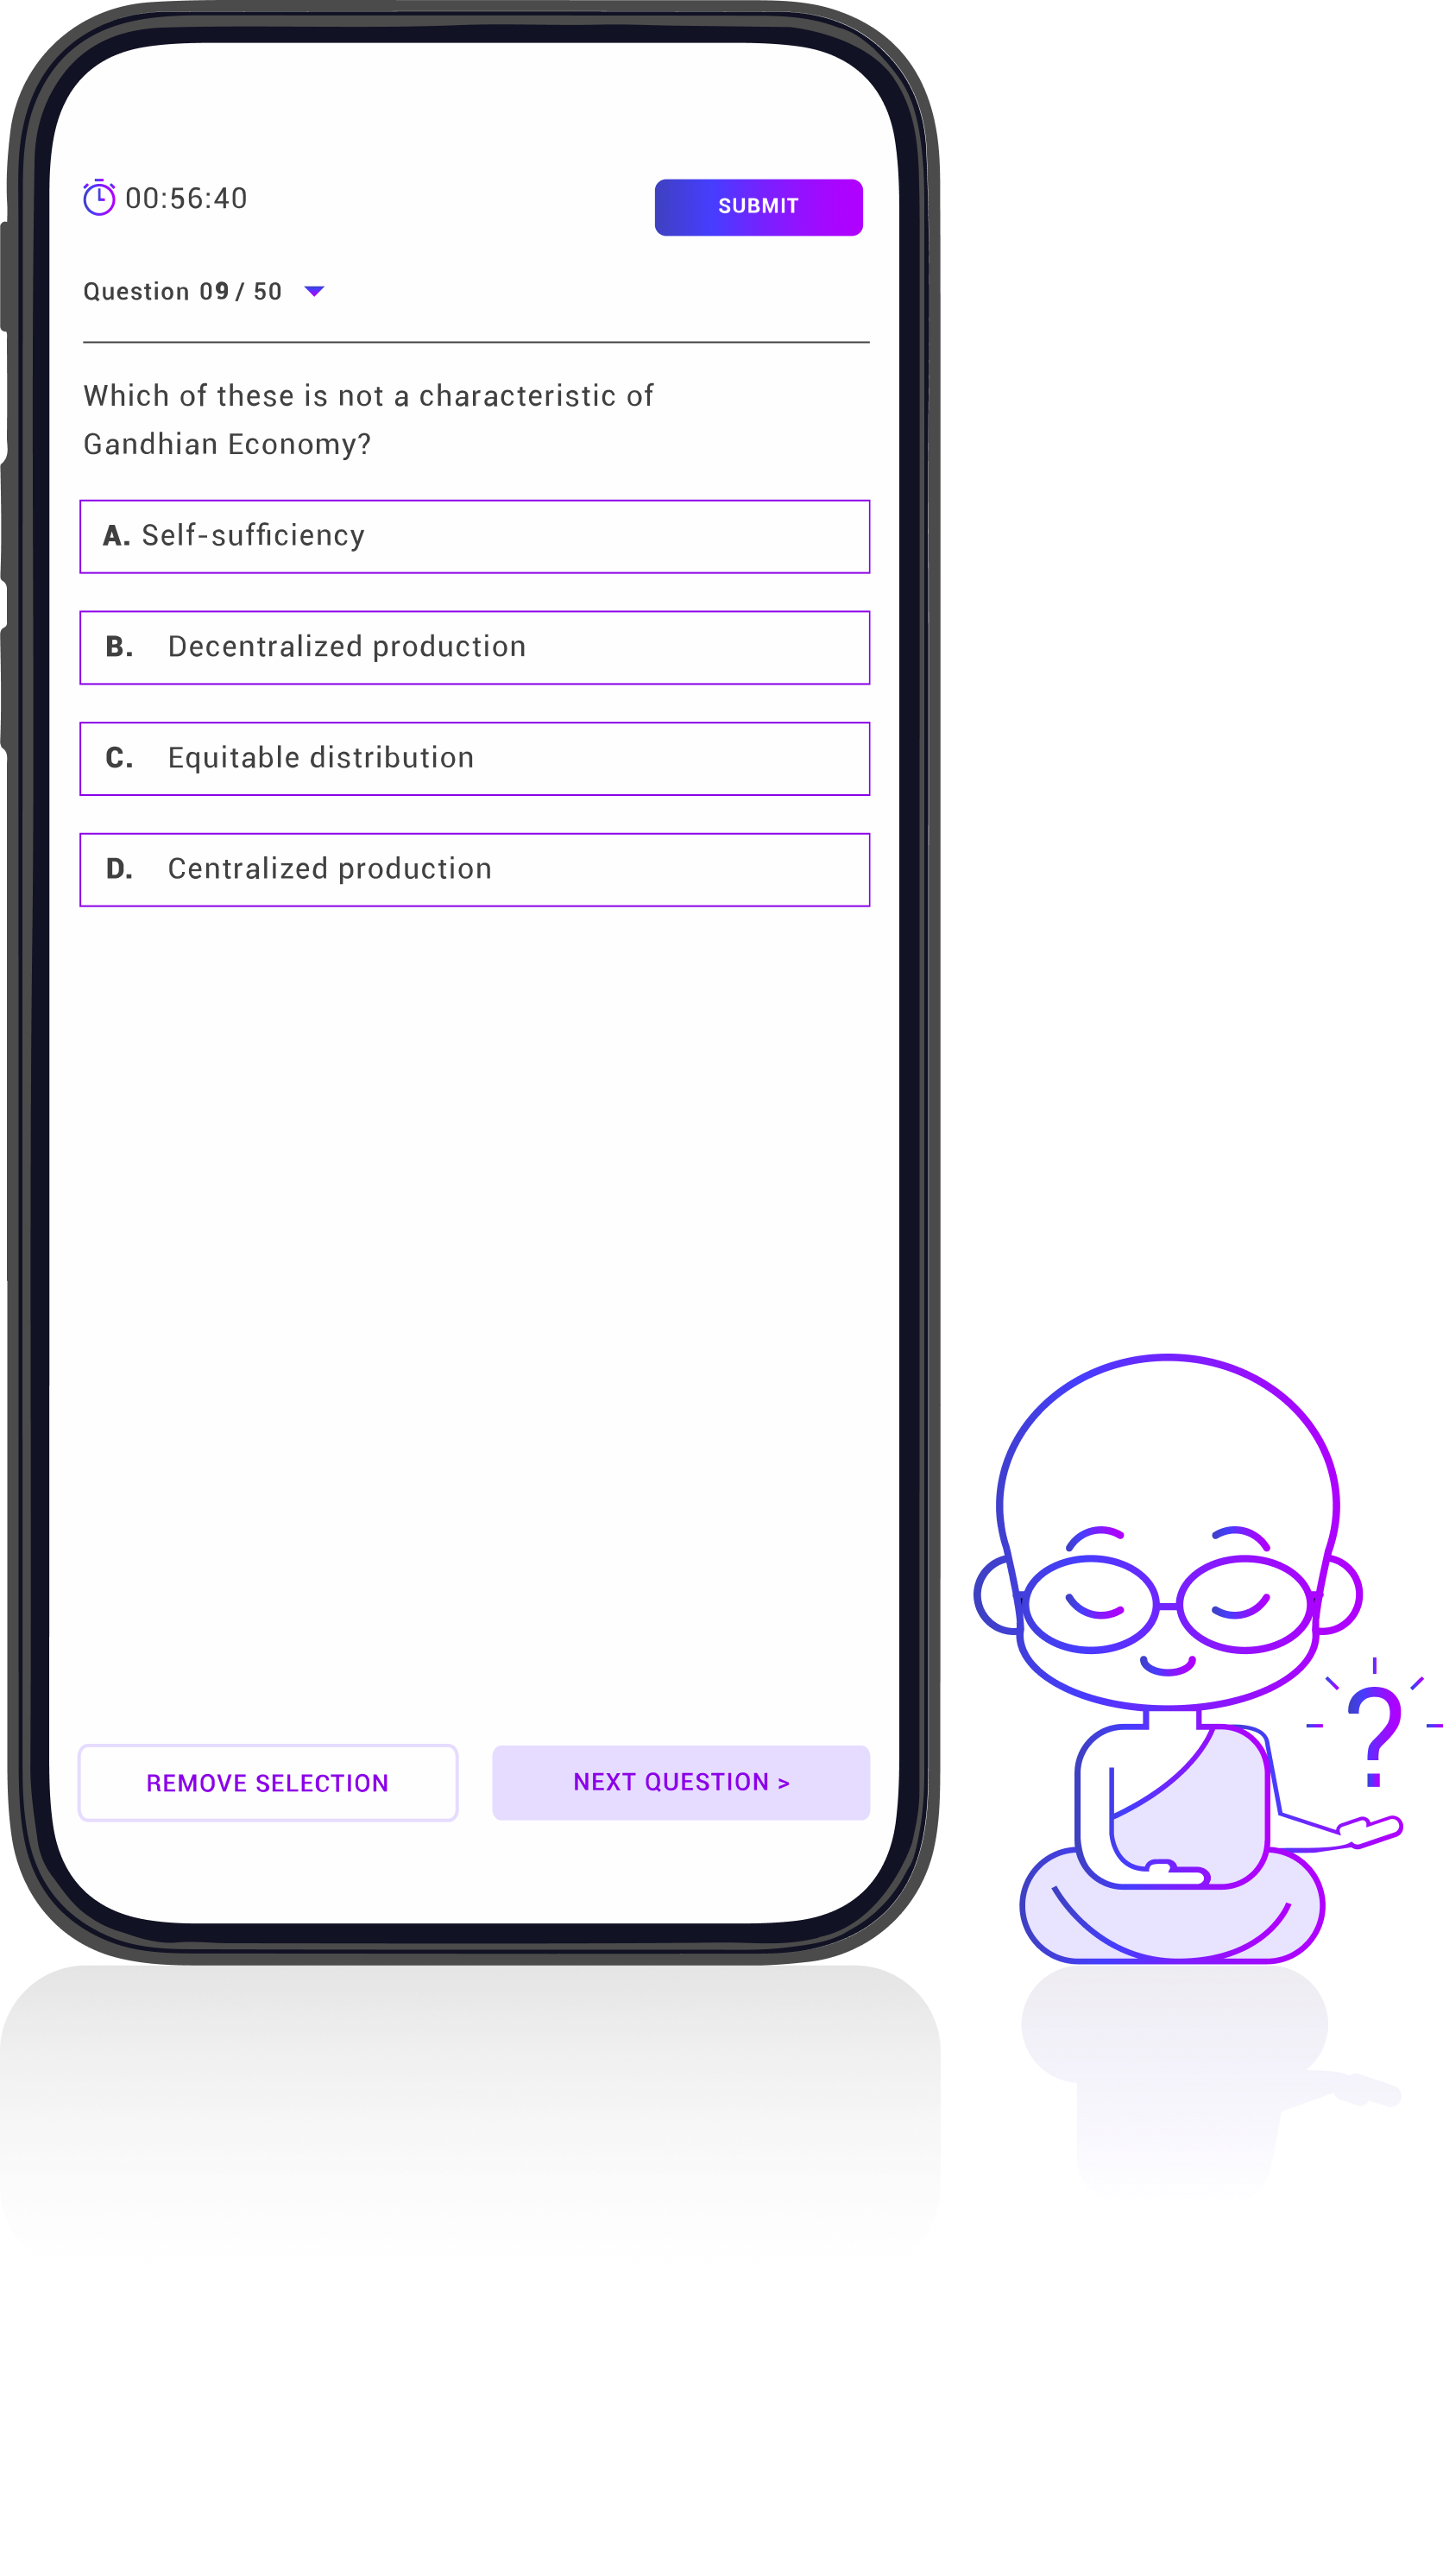 00:56:40
SUBMIT
Question 09 / 50
Which of these is not a characteristic of
Gandhian Economy?
A. Self-sufficiency
B. Decentralized production
C. Equitable distribution
D. Centralized production
REMOVE SELECTION
NEXT QUESTION >
?